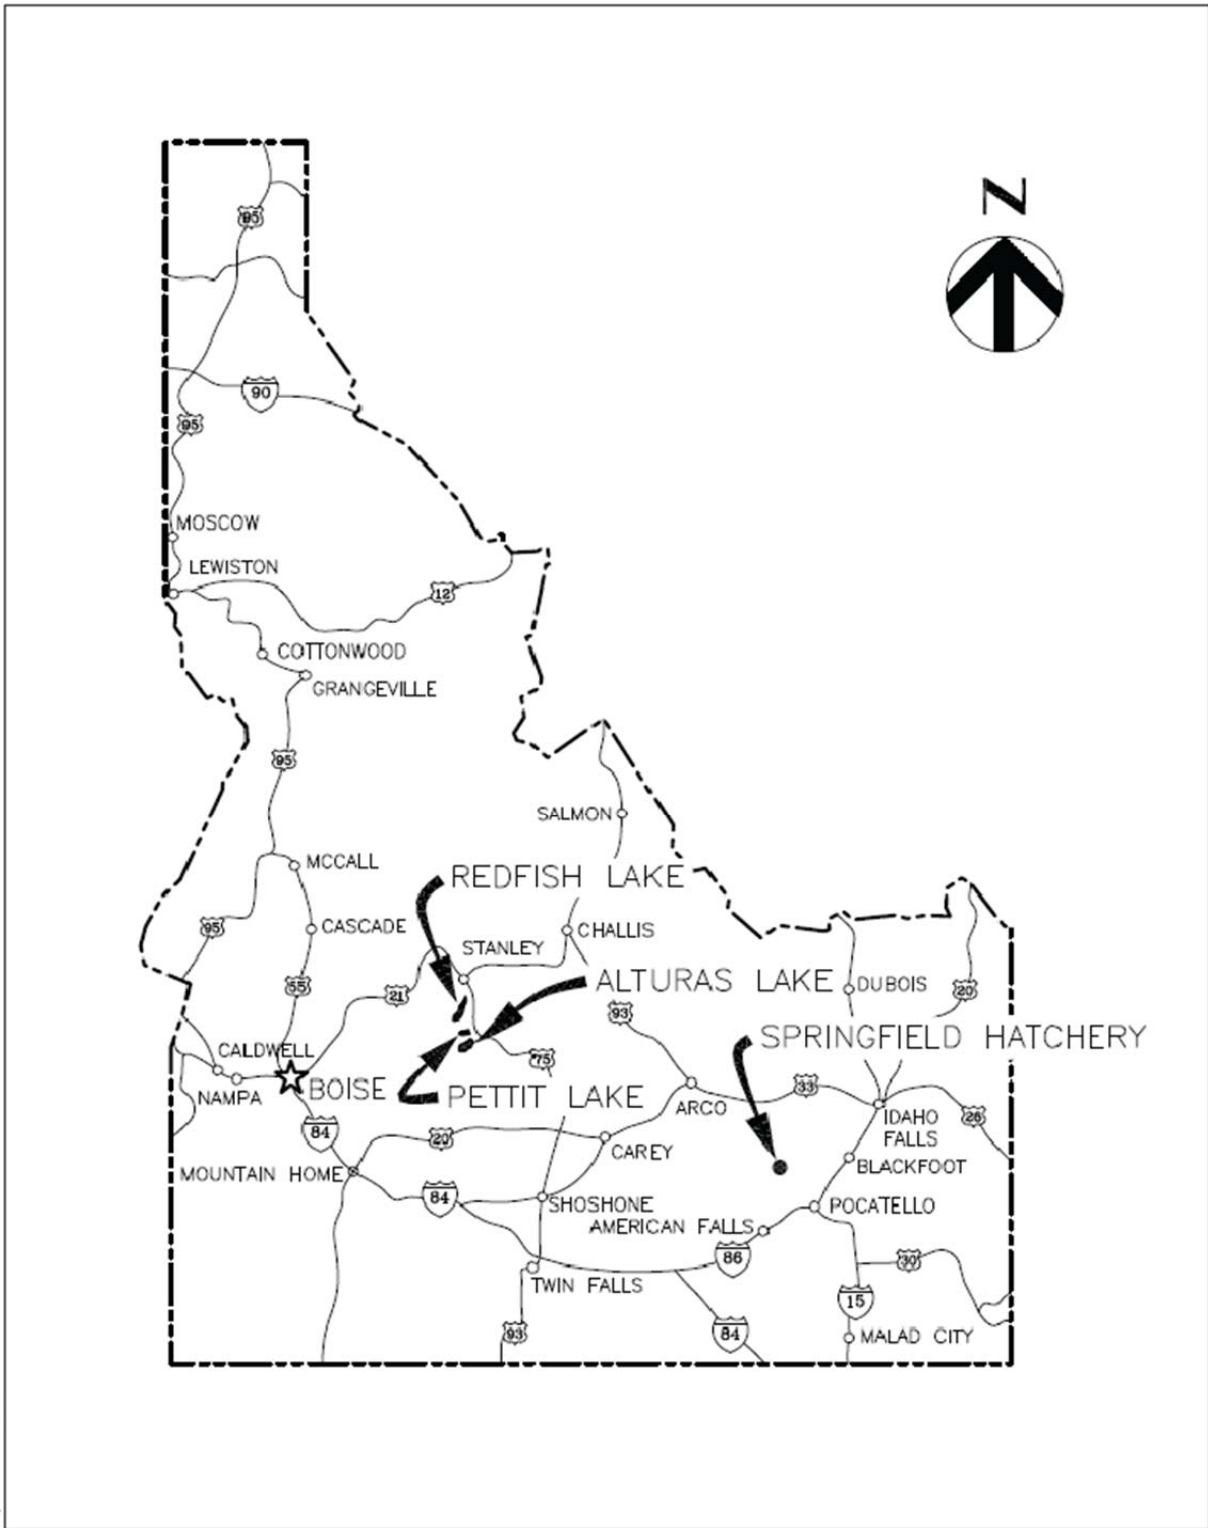 N
95
90
95
MOSCOW
LEWISTON
12
COTTONWOOD
GRANGEVILLE
95
SALMON
MCCALL
REDFISH LAKE
95
CASCADE
STANLEY
CHALLIS
55
21
ALTURAS LAKE
DUBOIS
20
93
SPRINGFIELD HATCHERY
CALDWELL
75
NAMPA
BOISE
PETTIT LAKE
ARCO
33
IDAHO
FALLS
26
84
20
CAREY
BLACKFOOT
MOUNTAIN HOME
84
SHOSHONE
POCATELLO
AMERICAN FALLS
86
30
TWIN FALLS
15
93
84
MALAD CITY